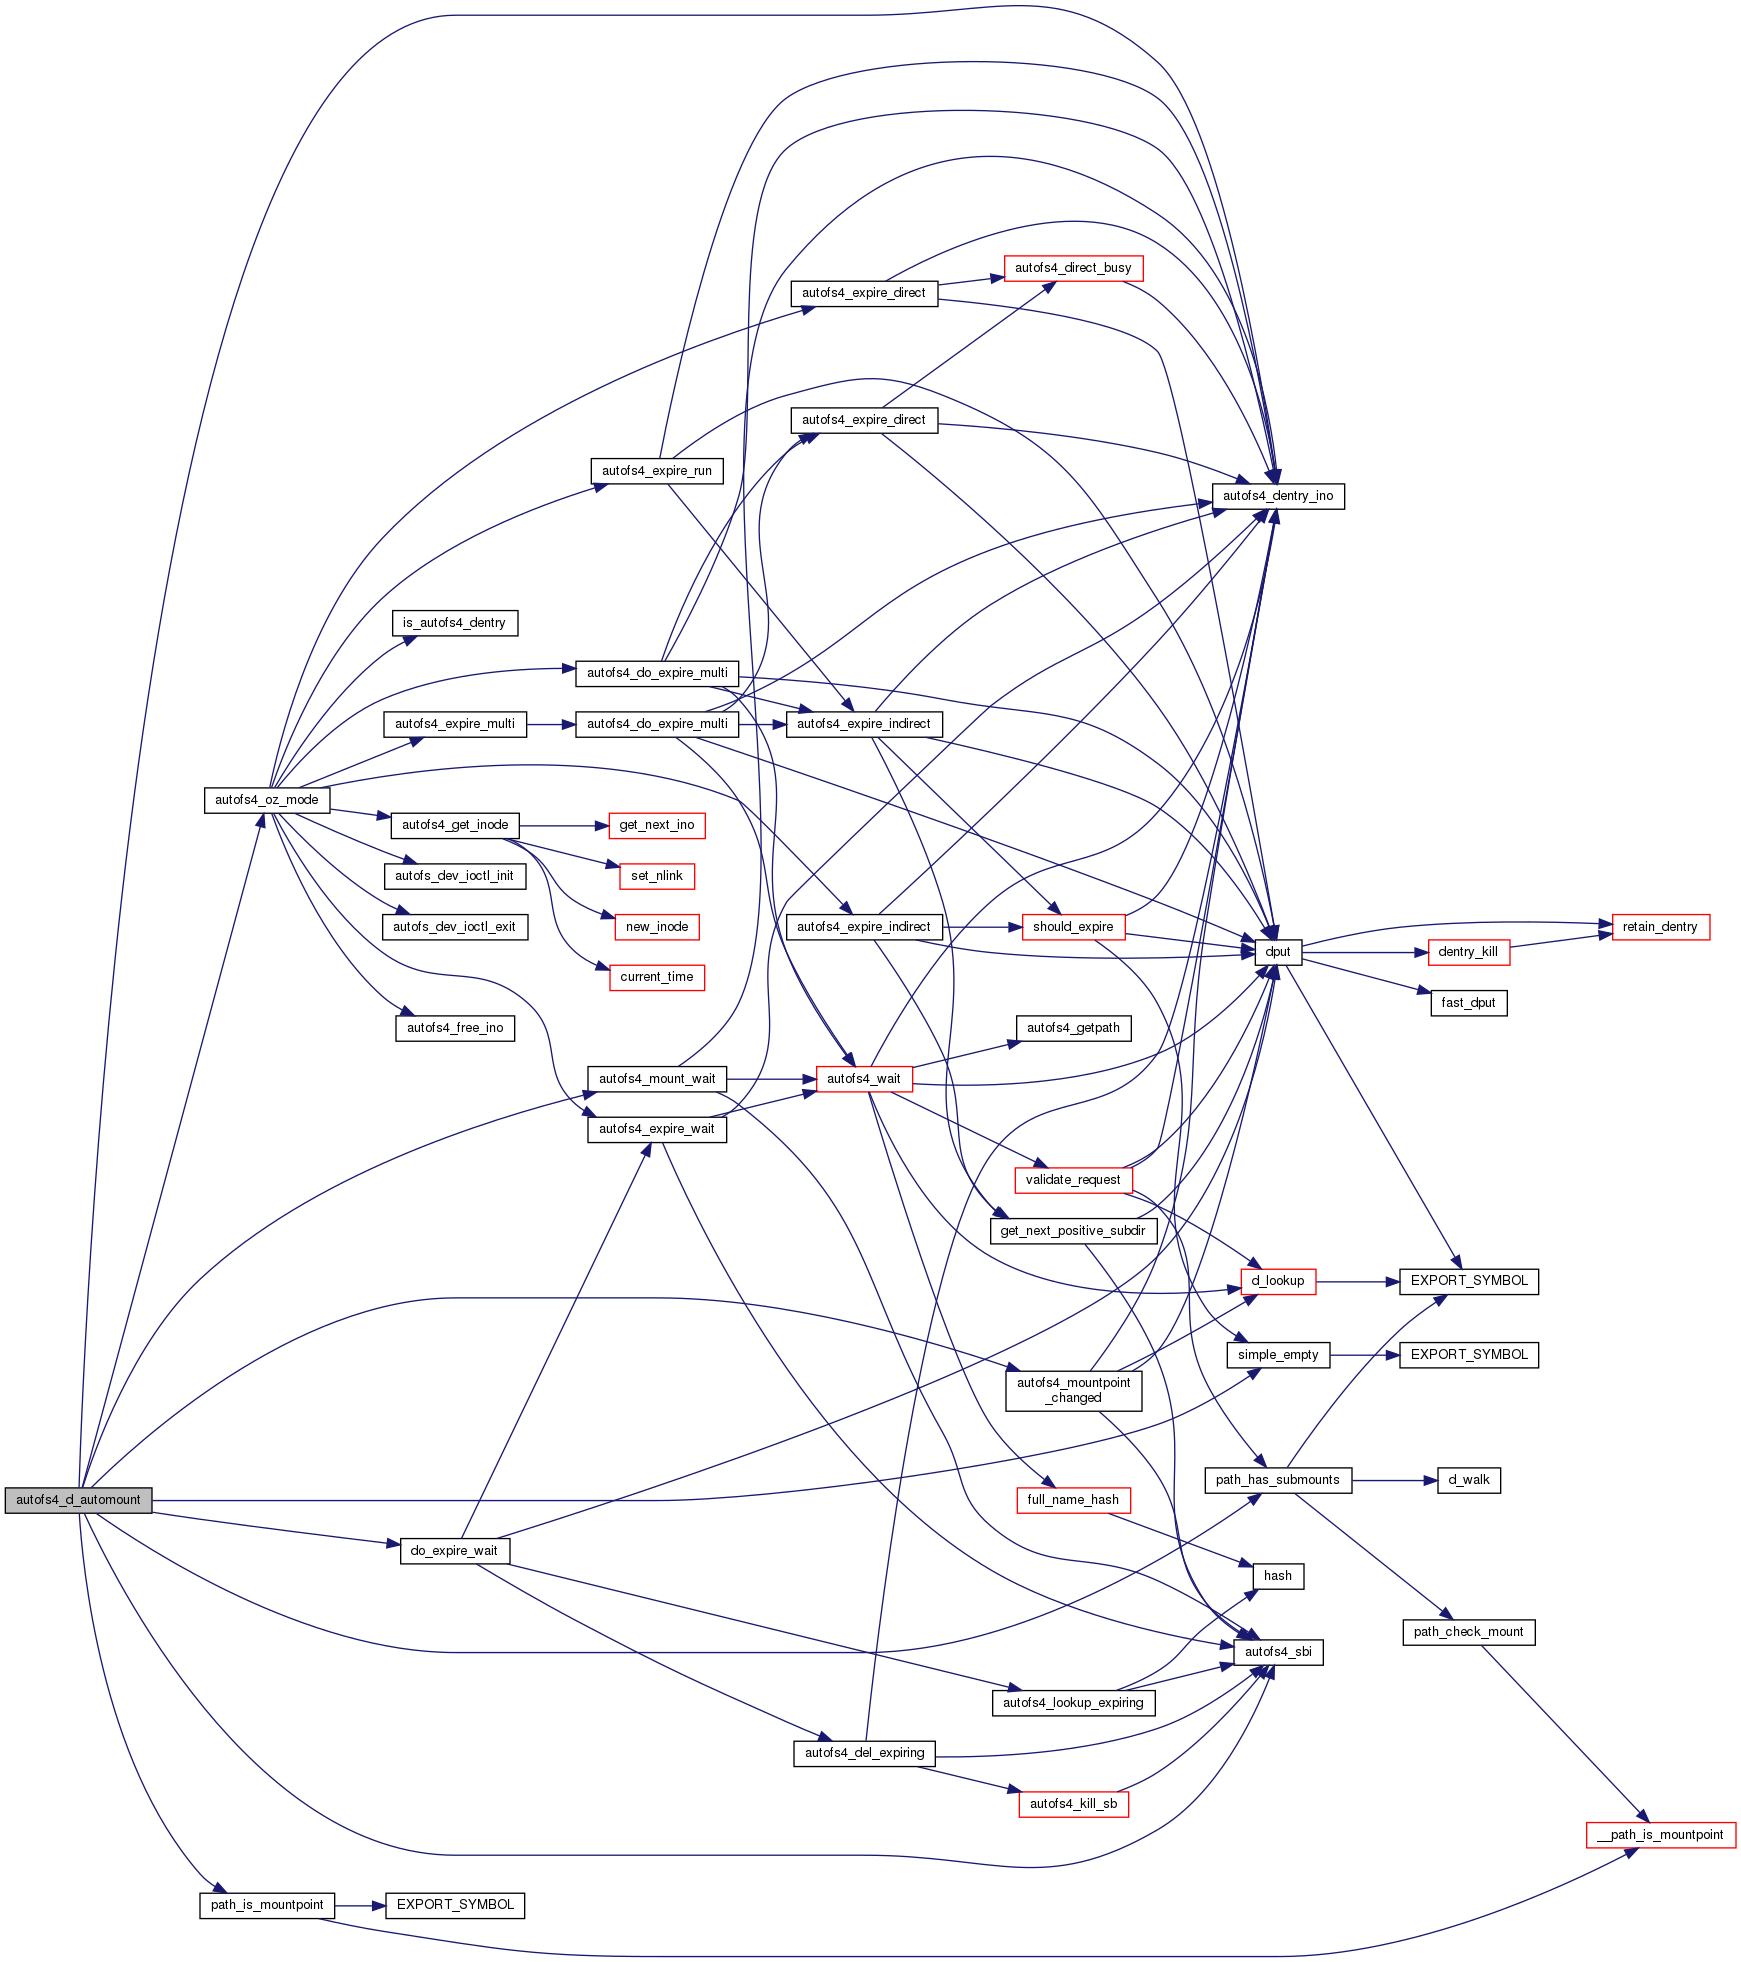 autofs4_direct_busy
autofs4_expire_direct
autofs4_expire_direct
autofs4_expire_run
autofs4_dentry_ino
is_autofs4_dentry
autofs4_do_expire_multi
autofs4_expire_multi
autofs4_do_expire_multi
autofs4_expire_indirect
autofs4_oz_mode
autofs4_get_inode
get_next_ino
autofs_dev_ioctl_init
set_nlink
autofs_dev_ioctl_exit
new_inode
autofs4_expire_indirect
should_expire
retain_dentry
dput
dentry_kill
current_time
fast_dput
autofs4_free_ino
autofs4_getpath
autofs4_mount_wait
autofs4_wait
autofs4_expire_wait
validate_request
get_next_positive_subdir
d_lookup
EXPORT_SYMBOL
simple_empty
EXPORT_SYMBOL
autofs4_mountpoint
_changed
path_has_submounts
d_walk
autofs4_d_automount
full_name_hash
do_expire_wait
hash
path_check_mount
autofs4_sbi
autofs4_lookup_expiring
autofs4_del_expiring
autofs4_kill_sb
__path_is_mountpoint
path_is_mountpoint
EXPORT_SYMBOL